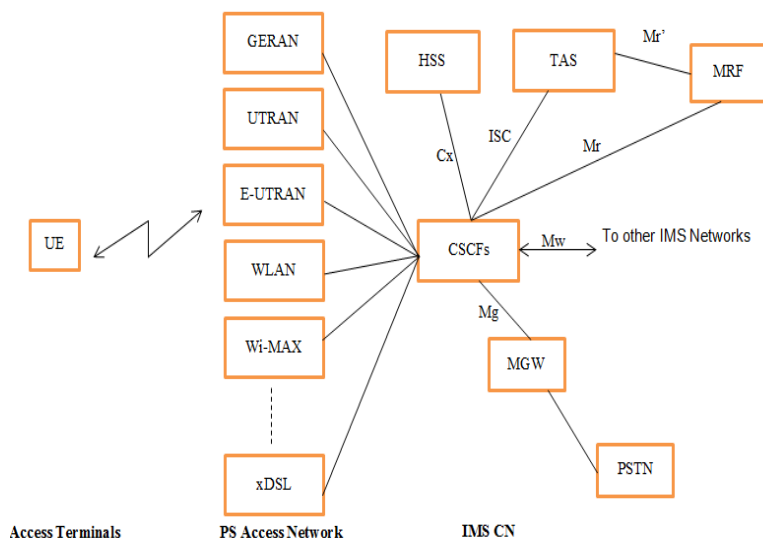 GERAN
HSS
TAS
Mr’
MRF
UTRAN
ISC
Cx
Mr
E-UTRAN
UE
CSCFs
Mw
To other IMS Networks
WLAN
Mg
Wi-MAX
MGW
xDSL
PSTN
Access Terminals
PS Access Network
IMS CN